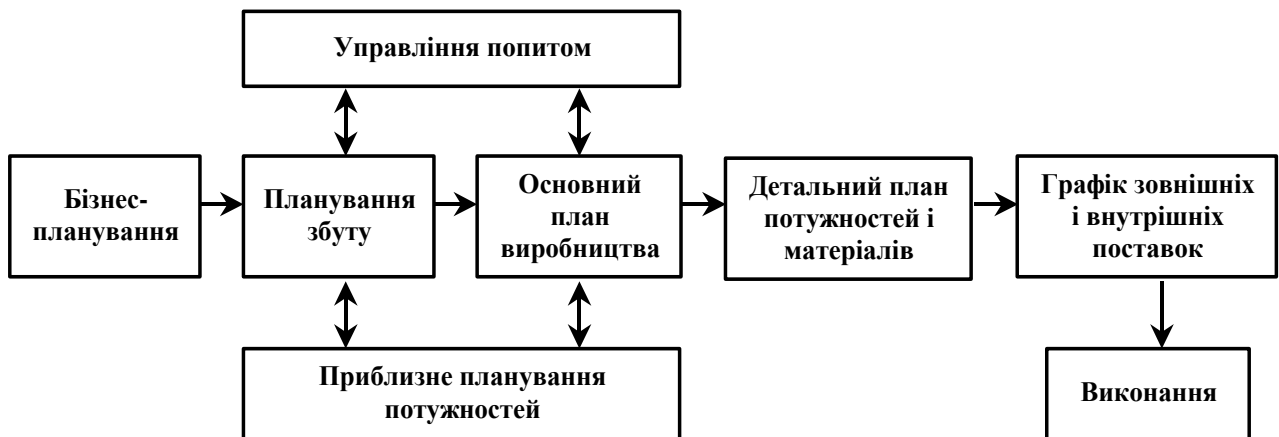 Управління попитом
Бізнес-
планування
Планування
збуту
Основний
план
виробництва
Детальний план
потужностей і
матеріалів
Графік зовнішніх
і внутрішніх
поставок
Приблизне планування
потужностей
Виконання